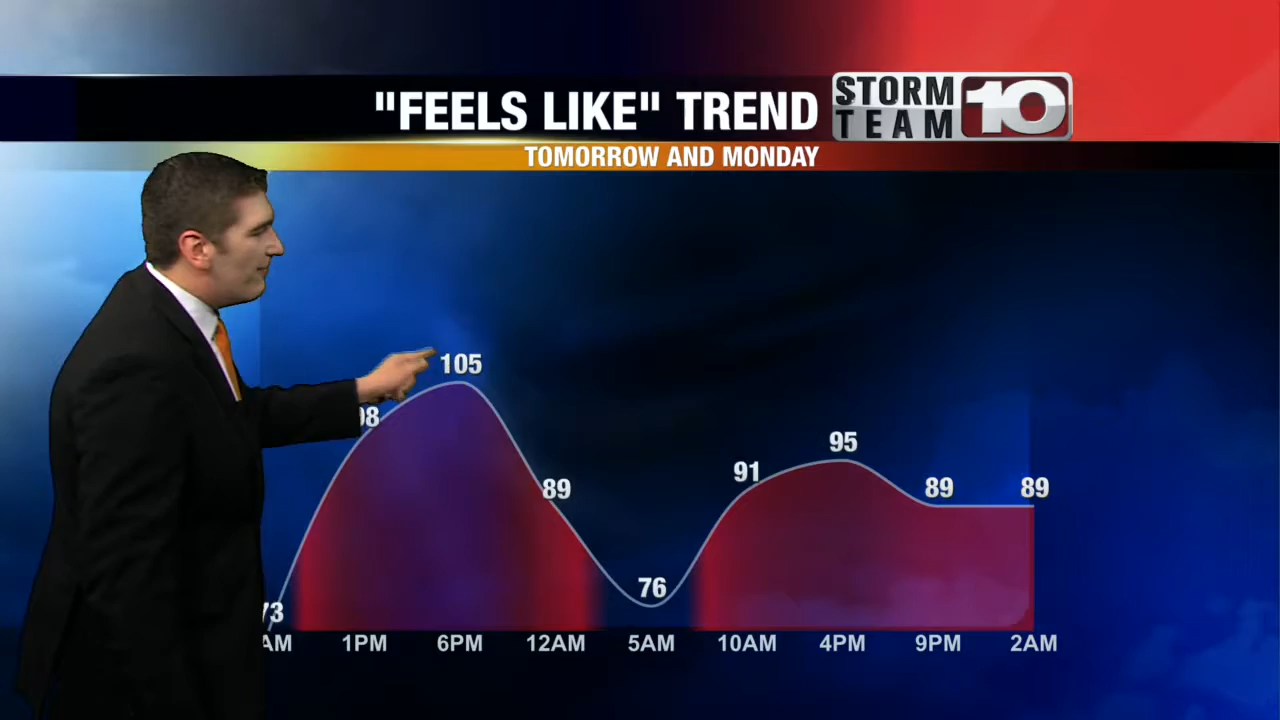 "FEELS LIKE" TREND
STORM
TEAM
10
TOMORROW AND MONDAY
105
95
91
89
89
89
76
AM 1PM 6PM 12AM 5AM 10AM 4PM 9PM 2AM